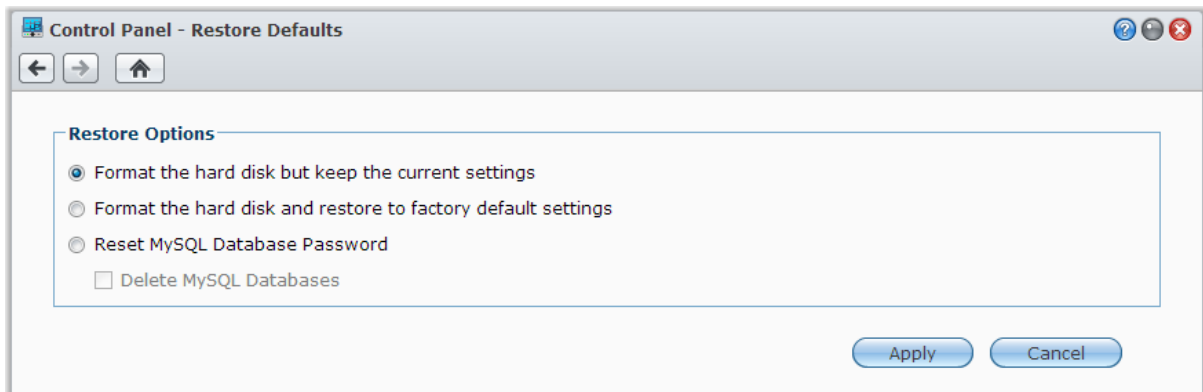 Control Panel - Restore Defaults
Restore Options
Format the hard disk but keep the current settings
Format the hard disk and restore to factory default settings
Reset MySQL Database Password
Delete MySQL Databases
Apply Cancel